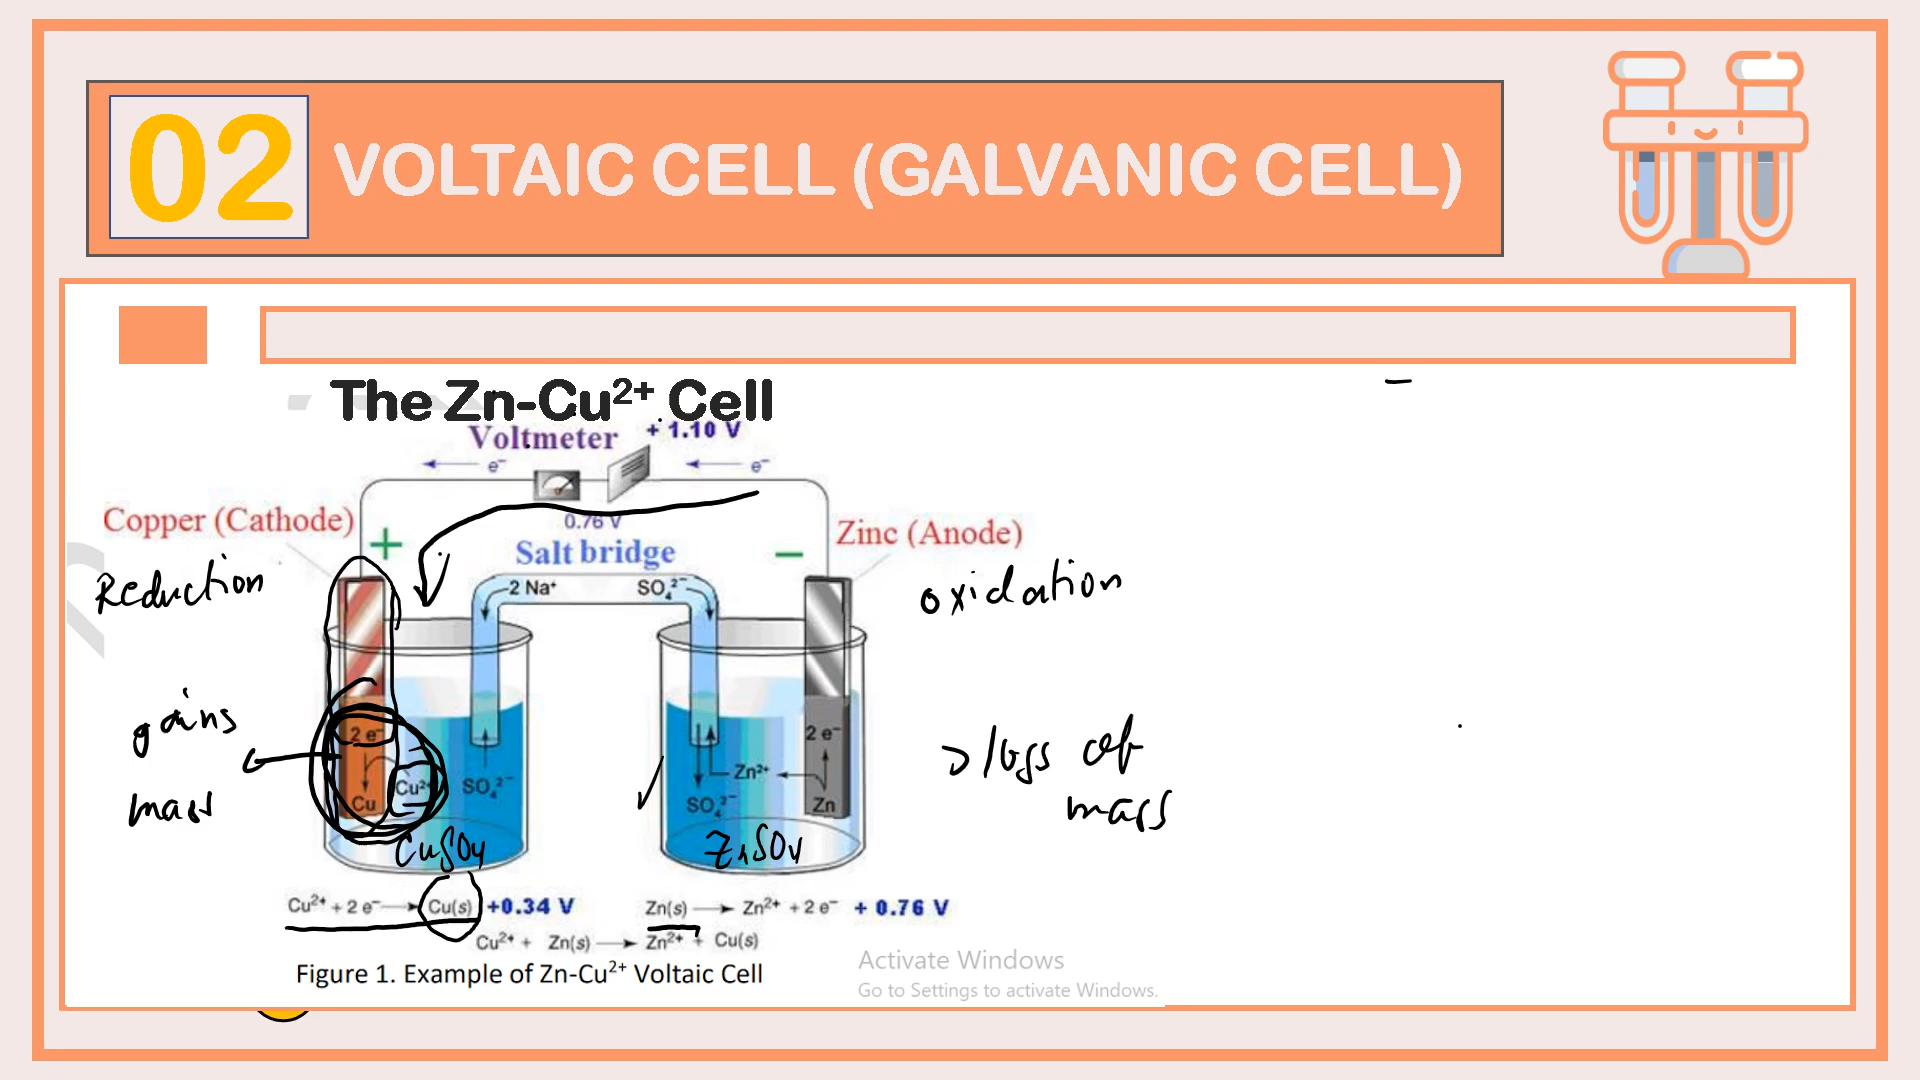 02 VOLTAIC CELL (GALVANIC CELL)
The Zn-Cu²⁺ Cell
Voltmeter + 1.10 V
e⁻ e⁻
Copper (Cathode) + 0.76 V − Zinc (Anode)
Salt bridge
Reduction 2 Na⁺ SO₄²⁻ oxidation
gains 2 e⁻ 2 e⁻ loss of
mass Cu Cu²⁺ SO₄²⁻ Zn²⁺ SO₄²⁻ Zn mass
CuSO₄ ZnSO₄
Cu²⁺ + 2 e⁻ → Cu(s) +0.34 V Zn(s) → Zn²⁺ + 2 e⁻ + 0.76 V
Cu²⁺ + Zn(s) → Zn²⁺ + Cu(s)
Figure 1. Example of Zn-Cu²⁺ Voltaic Cell
Activate Windows
Go to Settings to activate Windows.